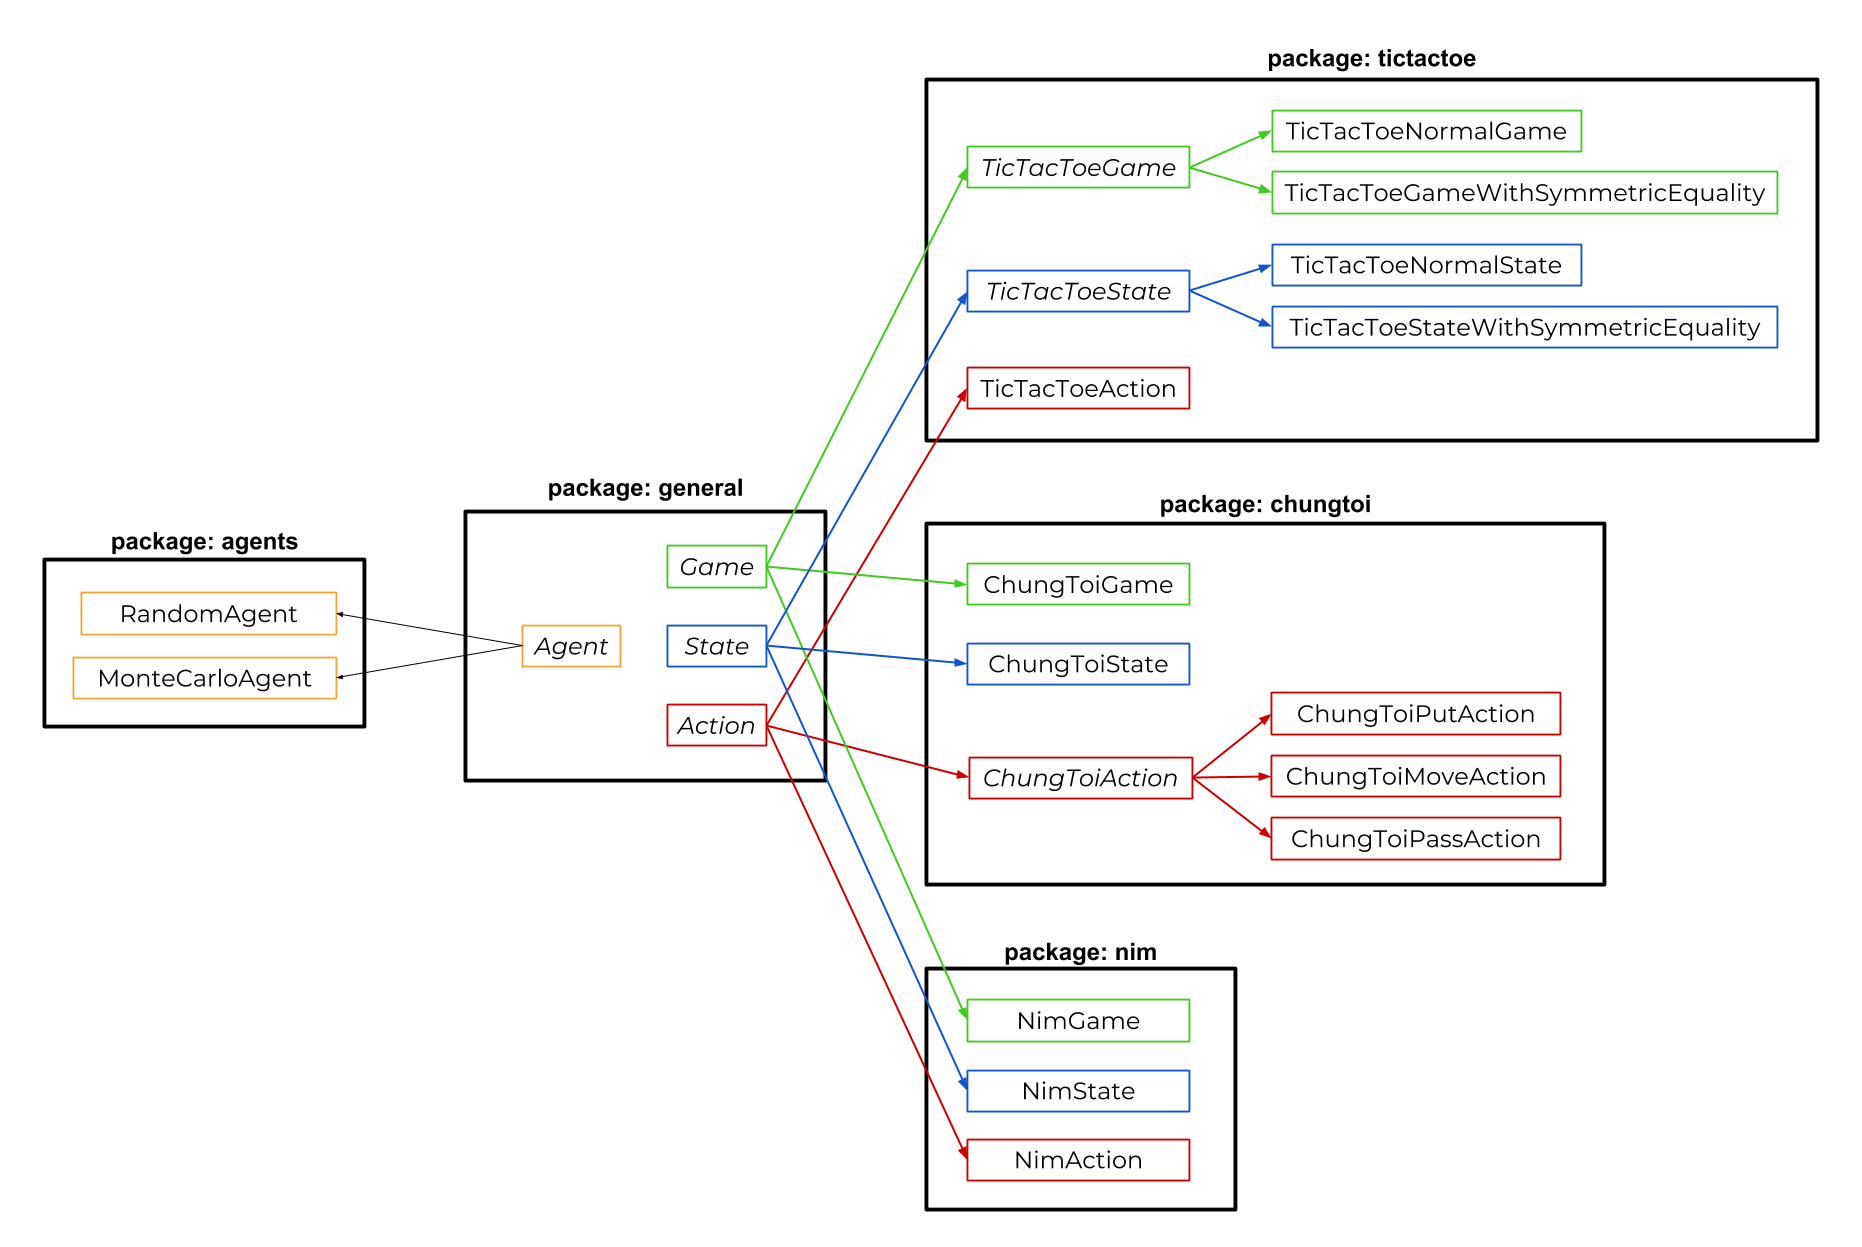 package: tictactoe
TicTacToeGame
TicTacToeNormalGame
TicTacToeGameWithSymmetricEquality
TicTacToeState
TicTacToeNormalState
TicTacToeStateWithSymmetricEquality
TicTacToeAction
package: general
Game
Agent
State
Action
package: agents
RandomAgent
MonteCarloAgent
package: chungtoi
ChungToiGame
ChungToiState
ChungToiAction
ChungToiPutAction
ChungToiMoveAction
ChungToiPassAction
package: nim
NimGame
NimState
NimAction